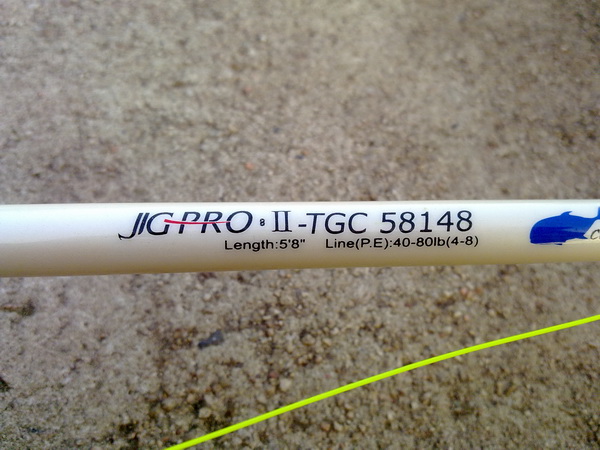 JIGPRO · II-TGC 58148
Length:5'8" Line(P.E):40-80lb(4-8)